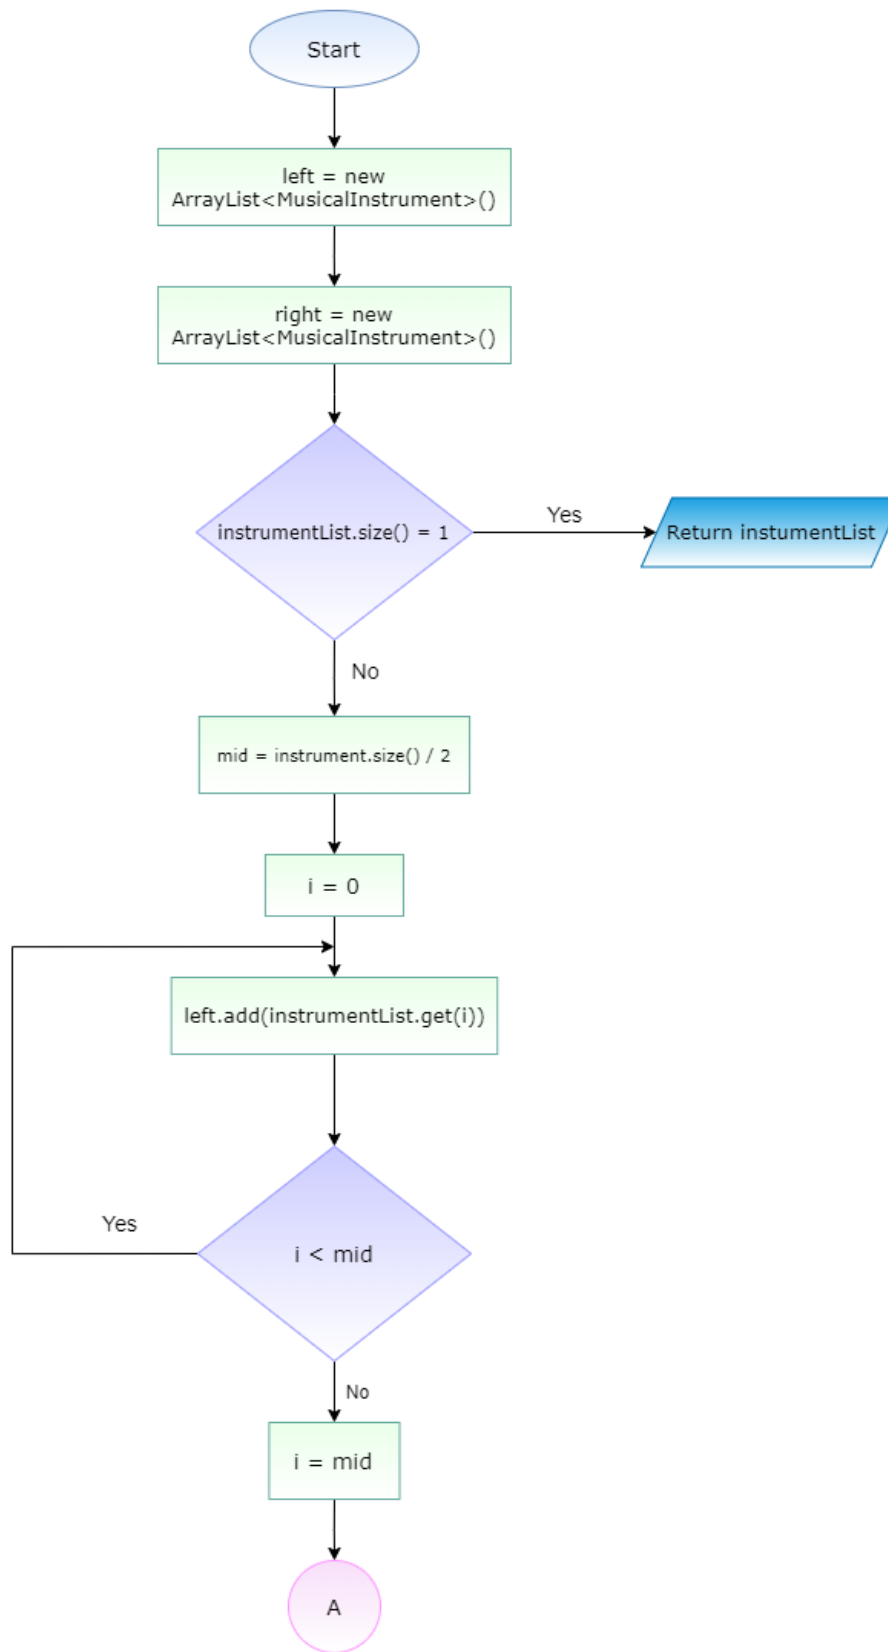 Start
left = new
ArrayList<MusicalInstrument>()
right = new
ArrayList<MusicalInstrument>()
instrumentList.size() = 1
Yes
Return instumentList
No
mid = instrument.size() / 2
i = 0
left.add(instrumentList.get(i))
Yes
i < mid
No
i = mid
A